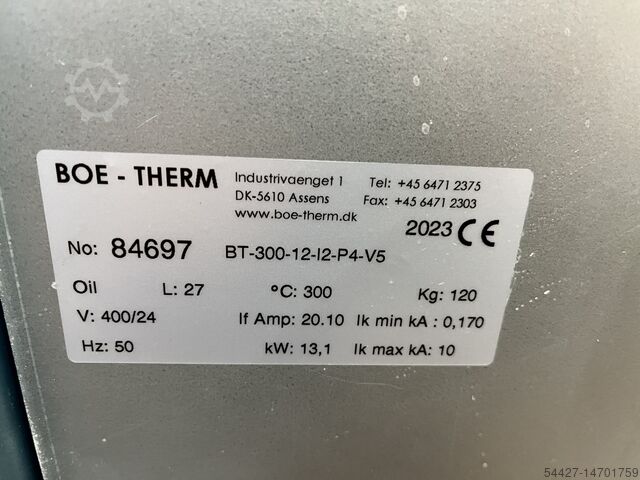 BOE - THERM
Industrivaenget 1 Tel: +45 6471 2375
DK-5610 Assens Fax: +45 6471 2303
www.boe-therm.dk
2023 CE
No: 84697 BT-300-12-I2-P4-V5
Oil L: 27 °C: 300 Kg: 120
V: 400/24 If Amp: 20.10 Ik min kA : 0,170
Hz: 50 kW: 13,1 Ik max kA: 10
54427-14701759